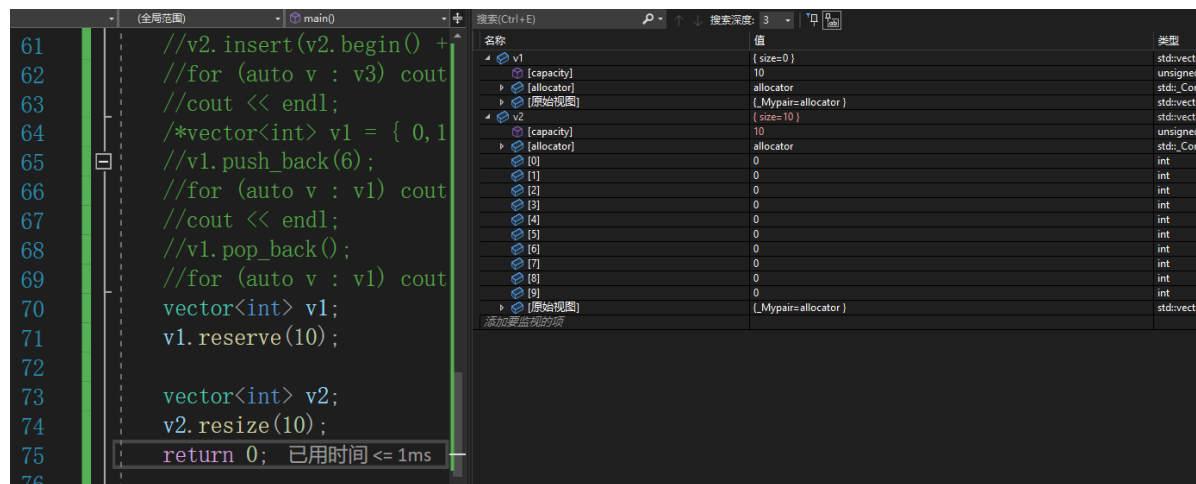 (全局范围) main()
61 //v2.insert(v2.begin() +
62 //for (auto v : v3) cout
63 //cout << endl;
64 /*vector<int> v1 = { 0,1
65 //v1.push_back(6);
66 //for (auto v : v1) cout
67 //cout << endl;
68 //v1.pop_back();
69 //for (auto v : v1) cout
70 vector<int> v1;
71 v1.reserve(10);
72
73 vector<int> v2;
74 v2.resize(10);
75 return 0; 已用时间 <= 1ms
76
搜索(Ctrl+E) 搜索深度: 3
名称 值 类型
v1 { size=0 } std::vect
[capacity] 10 unsigned
[allocator] allocator std::_Cor
[原始视图] {_Mypair=allocator } std::vect
v2 { size=10 } std::vect
[capacity] 10 unsigned
[allocator] allocator std::_Cor
[0] 0 int
[1] 0 int
[2] 0 int
[3] 0 int
[4] 0 int
[5] 0 int
[6] 0 int
[7] 0 int
[8] 0 int
[9] 0 int
[原始视图] {_Mypair=allocator } std::vect
添加要监视的项